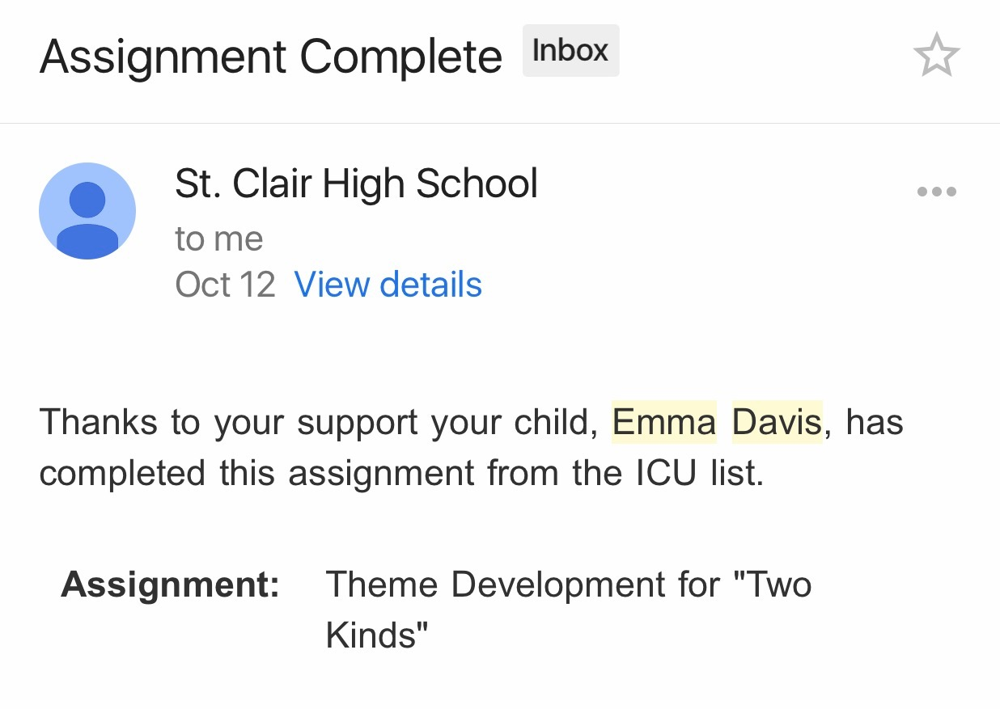 Assignment Complete Inbox
St. Clair High School
to me
Oct 12 View details
Thanks to your support your child, Emma Davis, has
completed this assignment from the ICU list.
Assignment: Theme Development for "Two
Kinds"